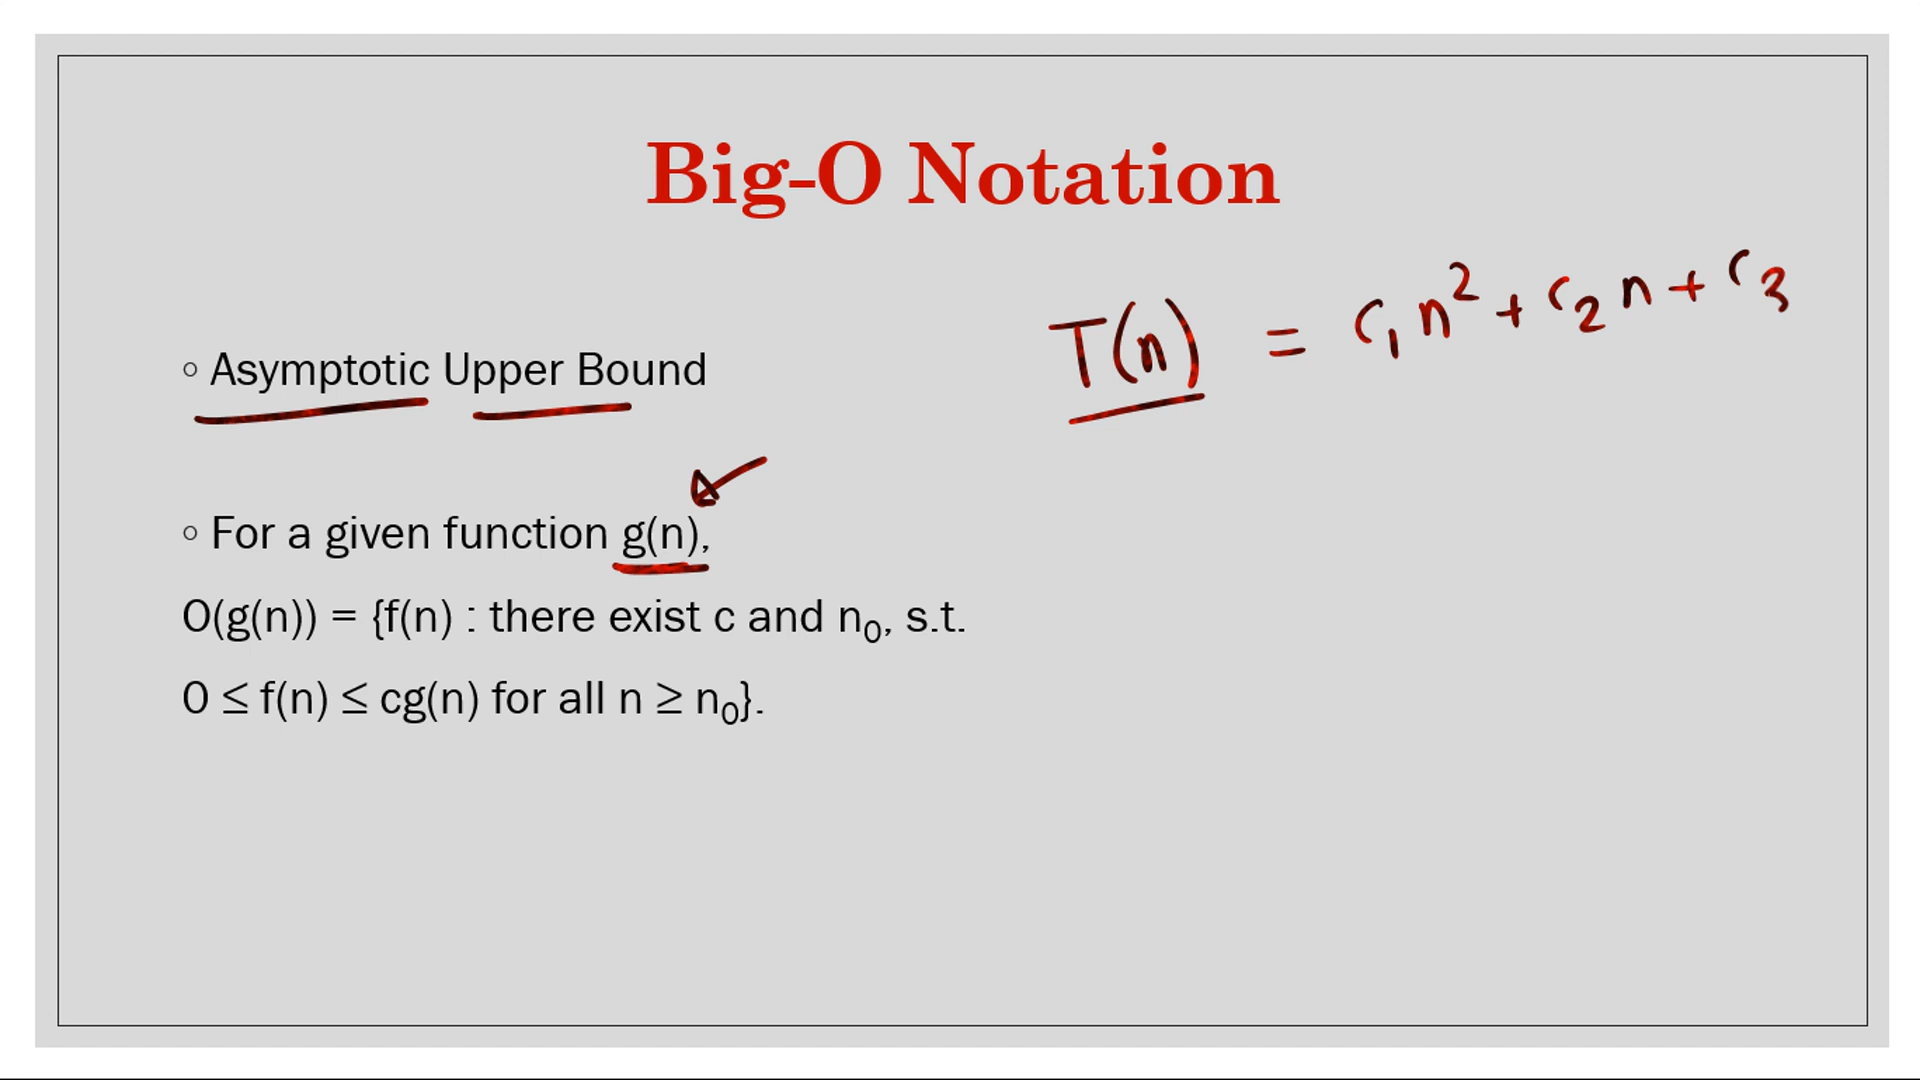 Big-O Notation
T(n) = c₁n² + c₂n + c₃
◦ Asymptotic Upper Bound
◦ For a given function g(n),
O(g(n)) = {f(n) : there exist c and n₀, s.t.
0 ≤ f(n) ≤ cg(n) for all n ≥ n₀}.